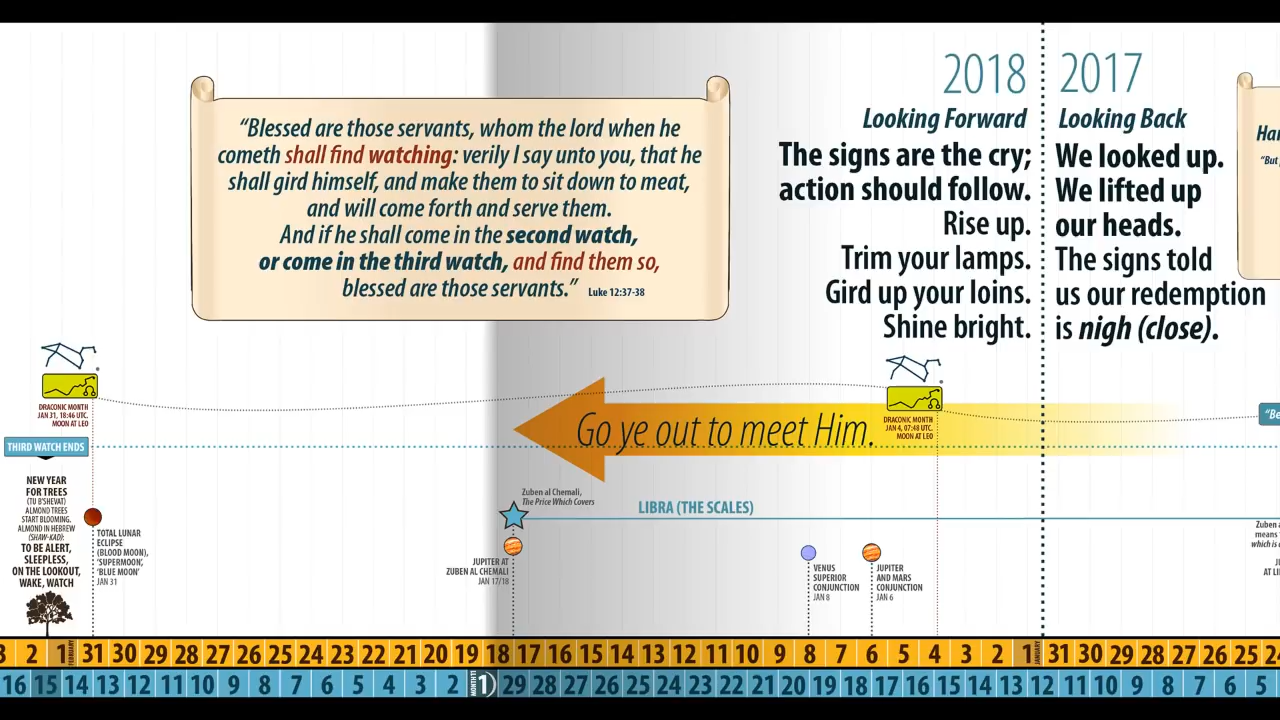 “Blessed are those servants, whom the lord when he
cometh shall find watching: verily I say unto you, that he
shall gird himself, and make them to sit down to meat,
and will come forth and serve them.
And if he shall come in the second watch,
or come in the third watch, and find them so,
blessed are those servants.” Luke 12:37-38
2018
Looking Forward
The signs are the cry;
action should follow.
Rise up.
Trim your lamps.
Gird up your loins.
Shine bright.
2017
Looking Back
We looked up.
We lifted up
our heads.
The signs told
us our redemption
is nigh (close).
Har
“But
DRACONIC MONTH
JAN 31, 18:46 UTC.
MOON AT LEO
THIRD WATCH ENDS
NEW YEAR
FOR TREES
(TU B'SHEVAT)
ALMOND TREES
START BLOOMING.
ALMOND IN HEBREW
(SHAW-KAD):
TO BE ALERT,
SLEEPLESS,
ON THE LOOKOUT,
WAKE, WATCH
TOTAL LUNAR
ECLIPSE
(BLOOD MOON),
'SUPERMOON',
'BLUE MOON'
JAN 31
Go ye out to meet Him.
DRACONIC MONTH
JAN 4, 07:48 UTC.
MOON AT LEO
“Be
Zuben al Chemali,
The Price Which Covers
LIBRA (THE SCALES)
JUPITER AT
ZUBEN AL CHEMALI
JAN 17/18
VENUS
SUPERIOR
CONJUNCTION
JAN 8
JUPITER
AND MARS
CONJUNCTION
JAN 6
Zuben a
means
which is a
JU
AT LI
3 2 1 FEBRUARY 31 30 29 28 27 26 25 24 23 22 21 20 19 18 17 16 15 14 13 12 11 10 9 8 7 6 5 4 3 2 1 JANUARY 31 30 29 28 27 26 25 24
16 15 14 13 12 11 10 9 8 7 6 5 4 3 2 MONTH 11 1 29 28 27 26 25 24 23 22 21 20 19 18 17 16 15 14 13 12 11 10 9 8 7 6 5